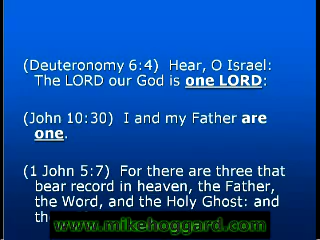 (Deuteronomy 6:4)  Hear, O Israel:
The LORD our God is one LORD:
(John 10:30)  I and my Father are
one.
(1 John 5:7)  For there are three that
bear record in heaven, the Father,
the Word, and the Holy Ghost: and
www.mikehoggard.com